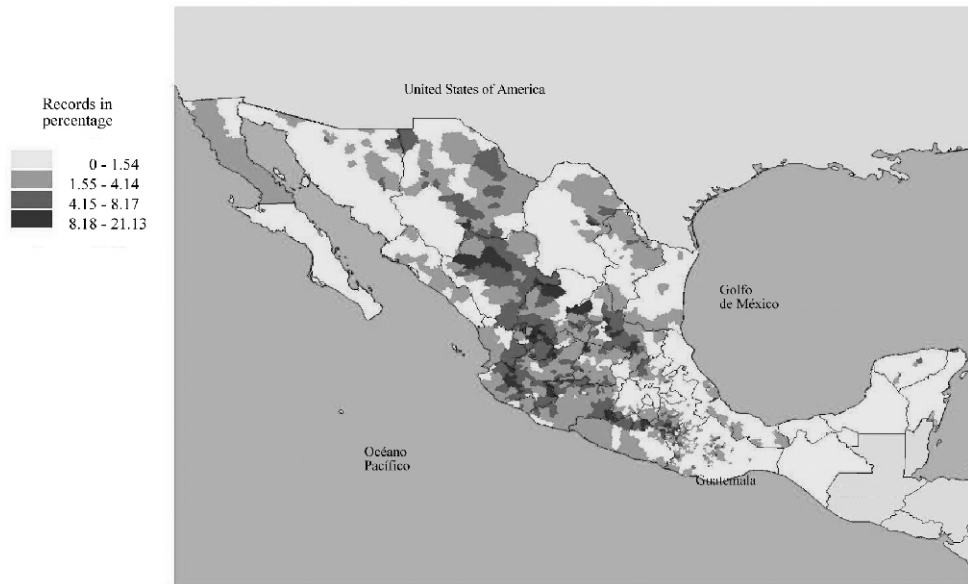 United States of America
Records in
percentage
0 - 1.54
1.55 - 4.14
4.15 - 8.17
8.18 - 21.13
Golfo
de México
Océano
Pacífico
Guatemala